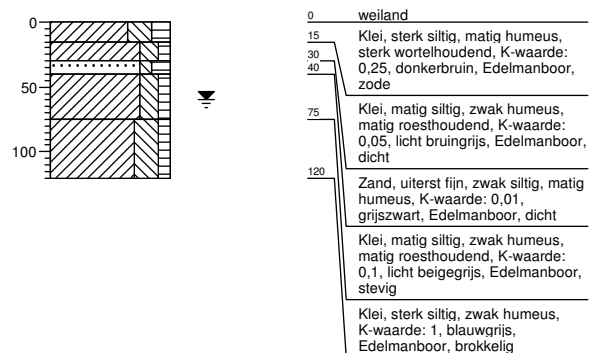 0
50
100
0
weiland
15
Klei, sterk siltig, matig humeus,
sterk wortelhoudend, K-waarde:
0,25, donkerbruin, Edelmanboor,
zode
30
40
Klei, matig siltig, zwak humeus,
matig roesthoudend, K-waarde:
0,05, licht bruingrijs, Edelmanboor,
dicht
75
Zand, uiterst fijn, zwak siltig, matig
humeus, K-waarde: 0,01,
grijszwart, Edelmanboor, dicht
120
Klei, matig siltig, zwak humeus,
matig roesthoudend, K-waarde:
0,1, licht beigegrijs, Edelmanboor,
stevig
Klei, sterk siltig, zwak humeus,
K-waarde: 1, blauwgrijs,
Edelmanboor, brokkelig